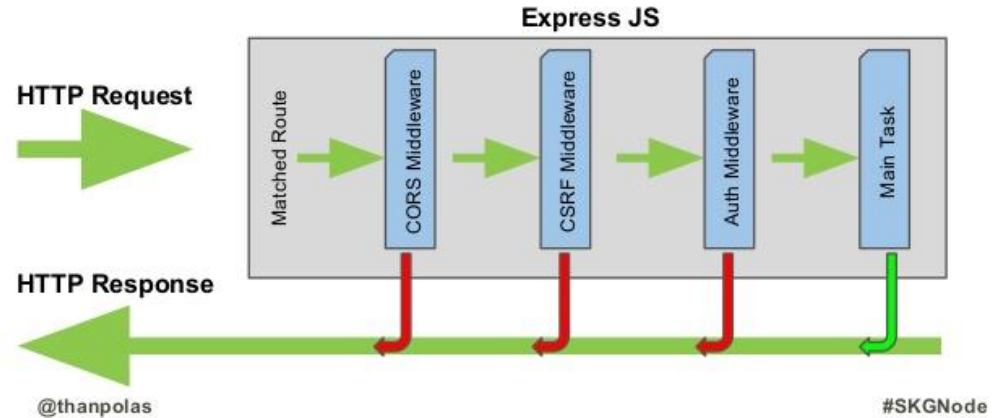 Express JS
HTTP Request
Matched Route
CORS Middleware
CSRF Middleware
Auth Middleware
Main Task
HTTP Response
@thanpolas
#SKGNode